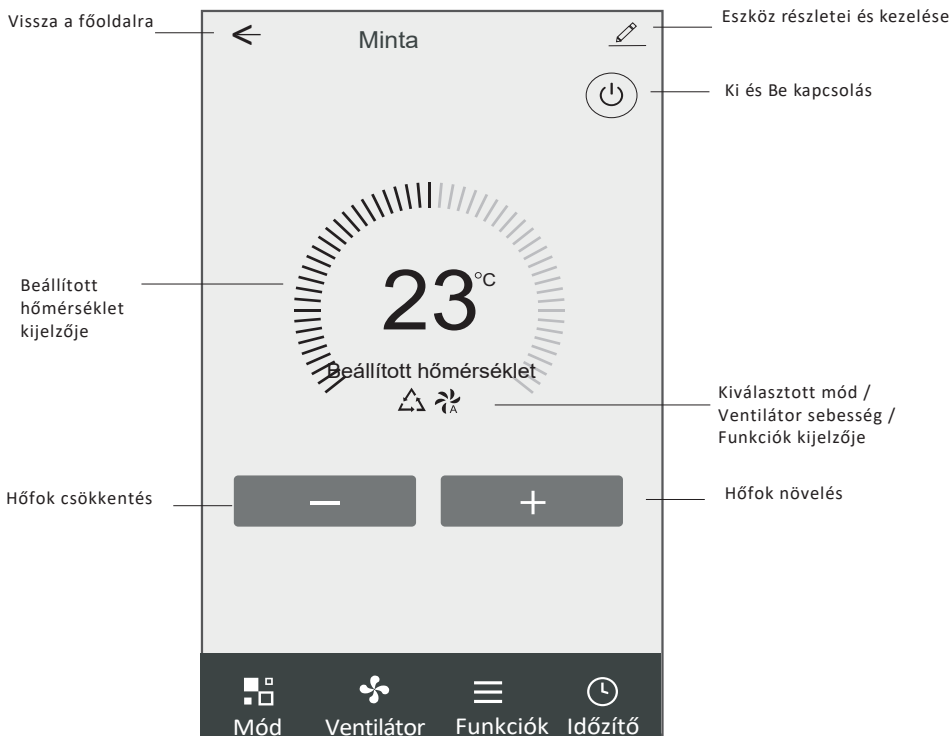 Vissza a főoldalra
Minta
Eszköz részletei és kezelése
Ki és Be kapcsolás
Beállított
hőmérséklet
kijelzője
23°C
Beállított hőmérséklet
A
Kiválasztott mód /
Ventilátor sebesség /
Funkciók kijelzője
Hőfok csökkentés
Hőfok növelés
Mód
Ventilátor
Funkciók
Időzítő